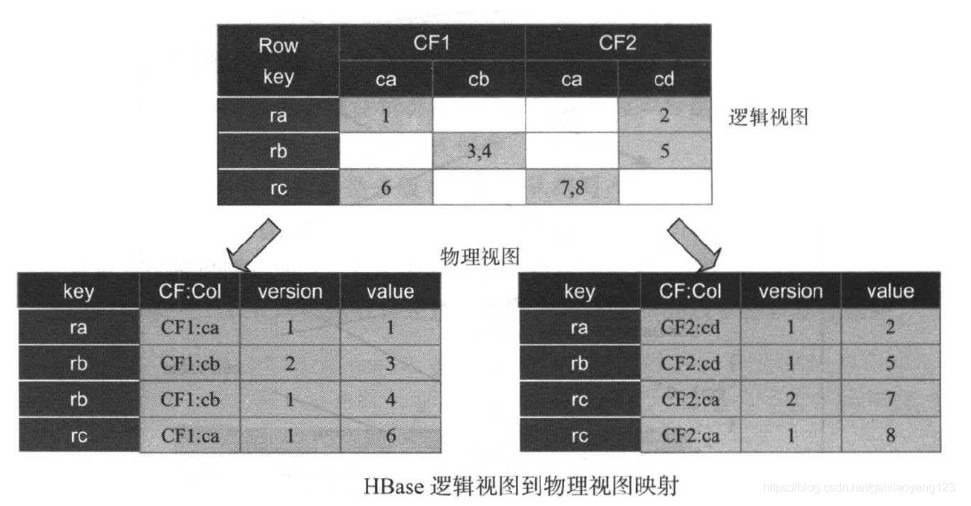 Row key CF1 CF2
ca cb ca cd
ra 1 2
逻辑视图
rb 3,4 5
rc 6 7,8
物理视图
key CF:Col version value
ra CF1:ca 1 1
rb CF1:cb 2 3
rb CF1:cb 1 4
rc CF1:ca 1 6
key CF:Col version value
ra CF2:cd 1 2
rb CF2:cd 1 5
rc CF2:ca 2 7
rc CF2:ca 1 8
HBase 逻辑视图到物理视图映射
https://blog.csdn.net/gaixiaoyang123